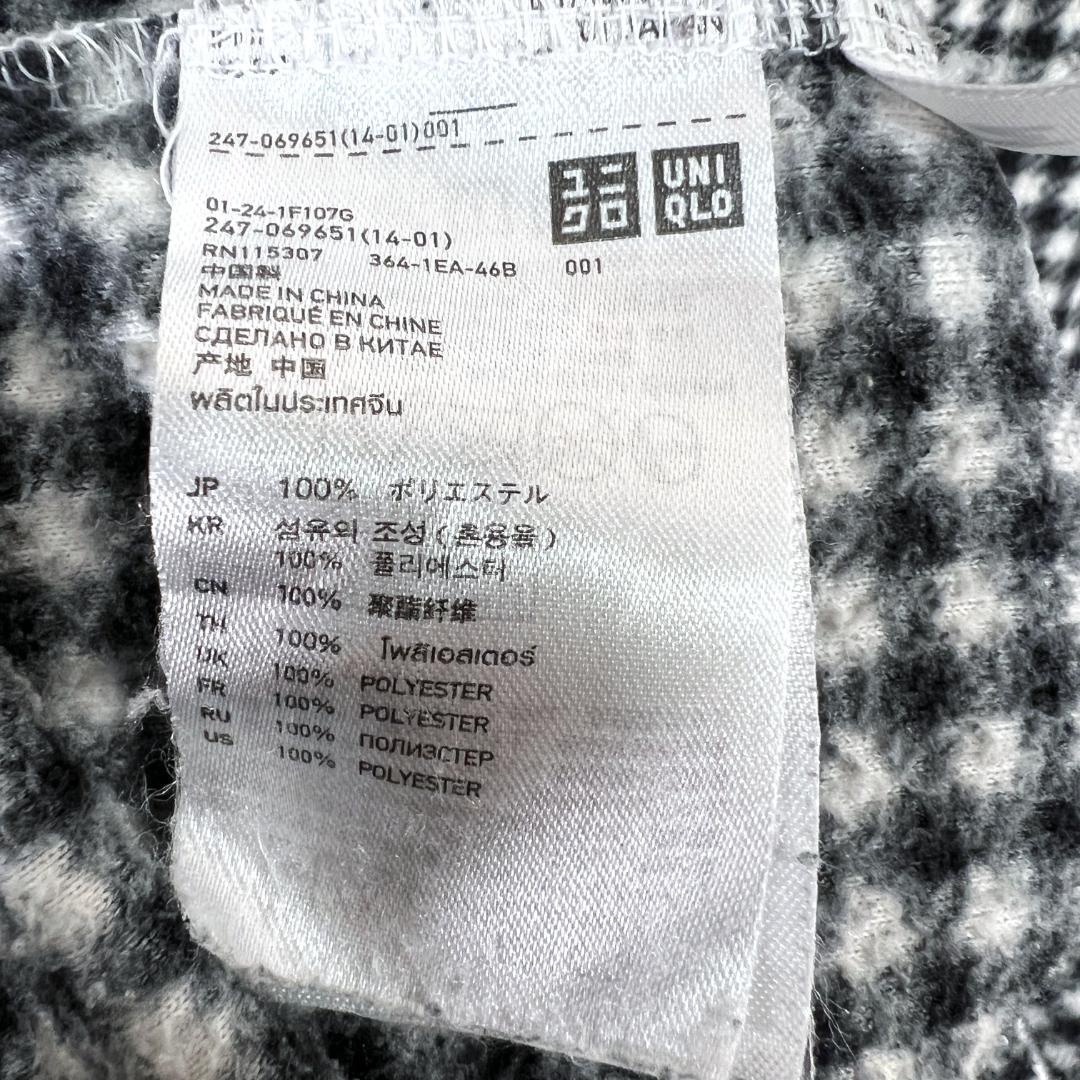 247-069651(14-01)001
ユニ
クロ
UNI
QLO
01-24-1F107G
247-069651(14-01)
RN115307 364-1EA-46B 001
中国製
MADE IN CHINA
FABRIQUÉ EN CHINE
СДЕЛАНО В КИТАЕ
产地 中国
ผลิตในประเทศจีน
JP 100% ポリエステル
KR 섬유의 조성(혼용율)
100% 폴리에스터
CN 100% 聚酯纤维
TH 100% โพลีเอสเตอร์
UK 100% POLYESTER
FR 100% POLYESTER
RU 100% ПОЛИЭСТЕР
US 100% POLYESTER